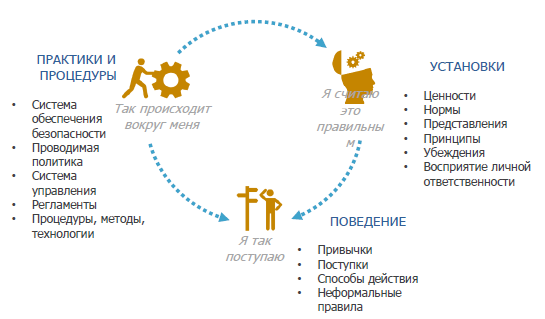 ПРАКТИКИ И
ПРОЦЕДУРЫ
• Система
обеспечения
безопасности
• Проводимая
политика
• Система
управления
• Регламенты
• Процедуры, методы,
технологии
Так происходит
вокруг меня
Я считаю
это
правильны
м
УСТАНОВКИ
• Ценности
• Нормы
• Представления
• Принципы
• Убеждения
• Восприятие личной
ответственности
Я так
поступаю
ПОВЕДЕНИЕ
• Привычки
• Поступки
• Способы действия
• Неформальные
правила